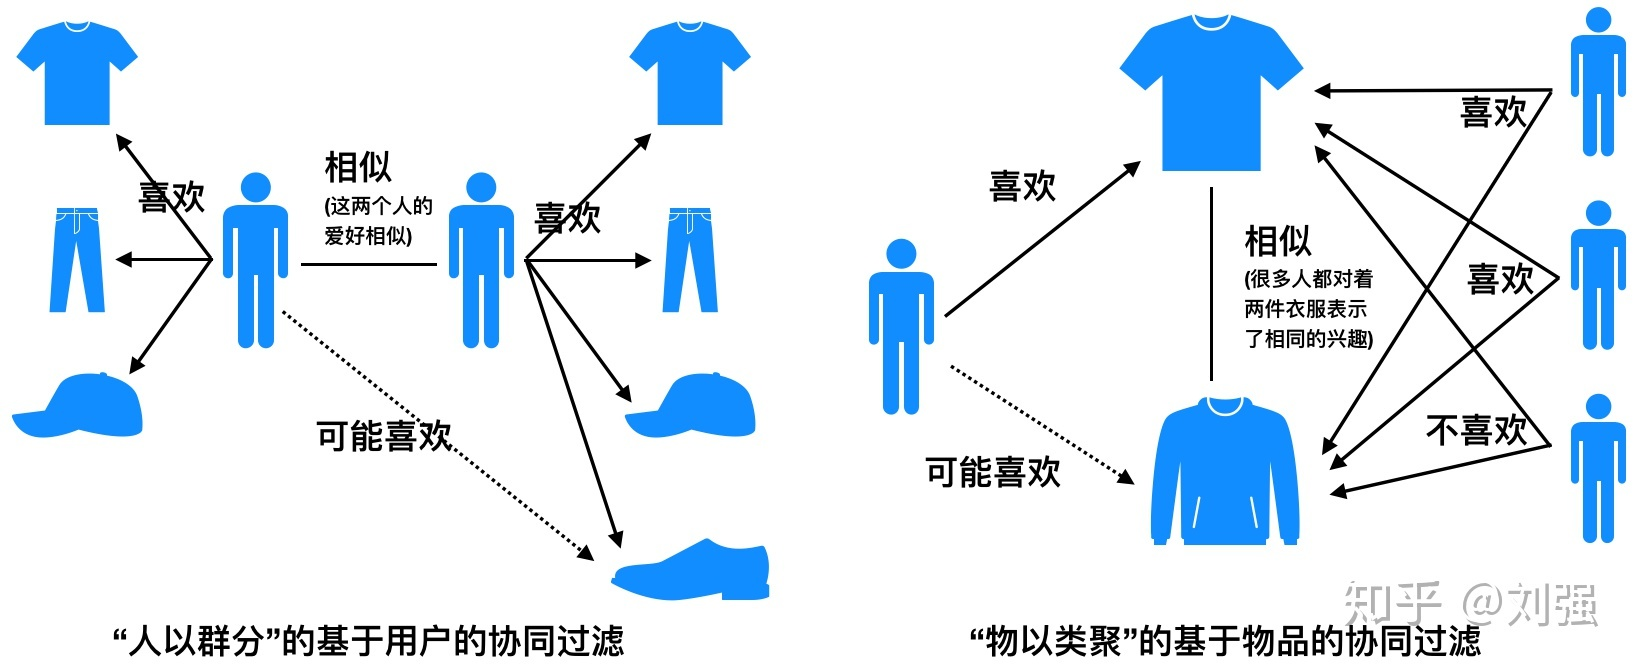 喜欢
相似
(这两个人的
爱好相似)
喜欢
可能喜欢
“人以群分”的基于用户的协同过滤
喜欢
喜欢
相似
(很多人都对着
两件衣服表示
了相同的兴趣)
喜欢
不喜欢
可能喜欢
知乎 @刘强
“物以类聚”的基于物品的协同过滤